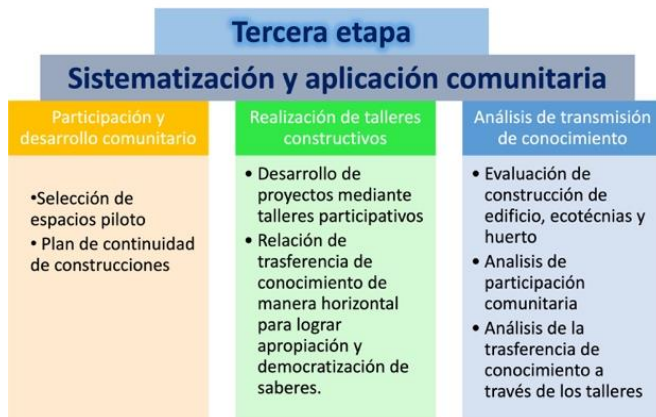 Tercera etapa
Sistematización y aplicación comunitaria
Participación y
desarrollo comunitario
•Selección de
espacios piloto
• Plan de continuidad
de construcciones
Realización de talleres
constructivos
• Desarrollo de
proyectos mediante
talleres participativos
• Relación de
trasferencia de
conocimiento de
manera horizontal
para lograr
apropiación y
democratización de
saberes.
Análisis de transmisión
de conocimiento
• Evaluación de
construcción de
edificio, ecotécnias y
huerto
• Analisis de
participación
comunitaria
• Análisis de la
trasferencia de
conocimiento a
través de los talleres